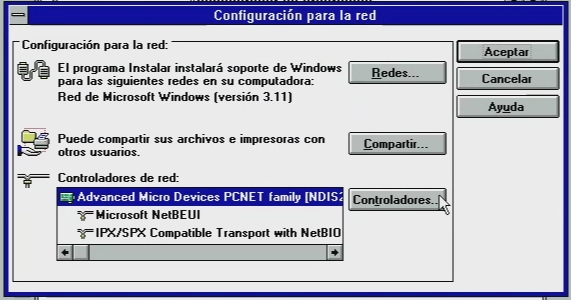 Configuración para la red
Configuración para la red:
El programa Instalar instalará soporte de Windows
para las siguientes redes en su computadora:
Red de Microsoft Windows (versión 3.11)
Redes...
Puede compartir sus archivos e impresoras con
otros usuarios.
Compartir...
Controladores de red:
Advanced Micro Devices PCNET family [NDIS2
Microsoft NetBEUI
IPX/SPX Compatible Transport with NetBIO
Controladores...
Aceptar
Cancelar
Ayuda